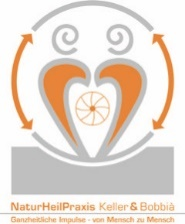 NaturHeilPraxis Keller & Bobbià
Ganzheitliche Impulse - von Mensch zu Mensch